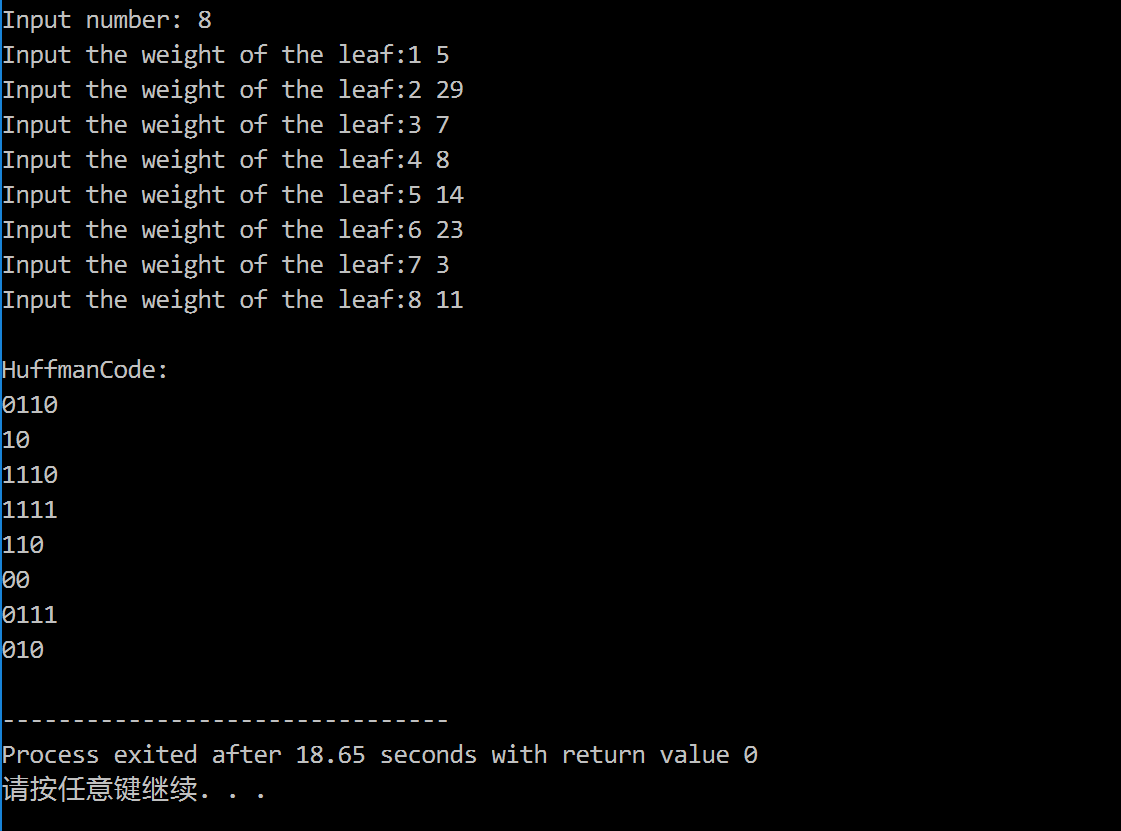 Input number: 8
Input the weight of the leaf:1 5
Input the weight of the leaf:2 29
Input the weight of the leaf:3 7
Input the weight of the leaf:4 8
Input the weight of the leaf:5 14
Input the weight of the leaf:6 23
Input the weight of the leaf:7 3
Input the weight of the leaf:8 11
HuffmanCode:
0110
10
1110
1111
110
00
0111
010
--------------------------------
Process exited after 18.65 seconds with return value 0
请按任意键继续. . .